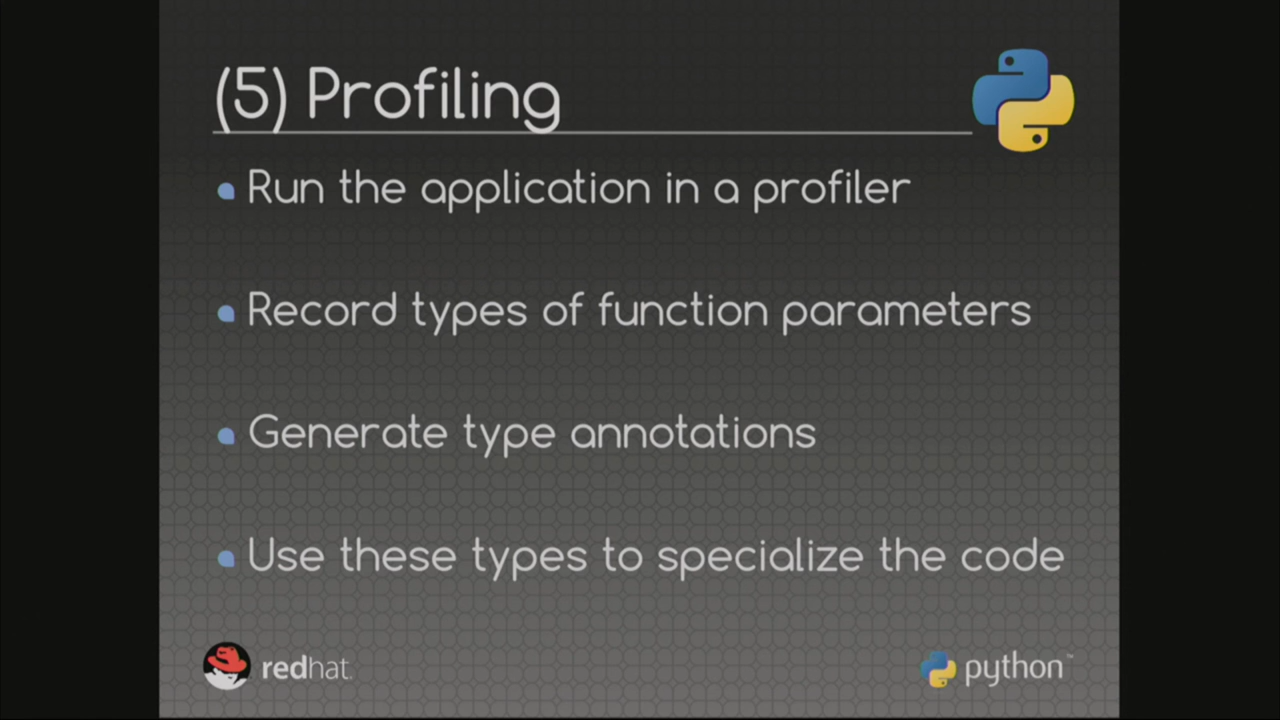 (5) Profiling
Run the application in a profiler
Record types of function parameters
Generate type annotations
Use these types to specialize the code
redhat.
python™